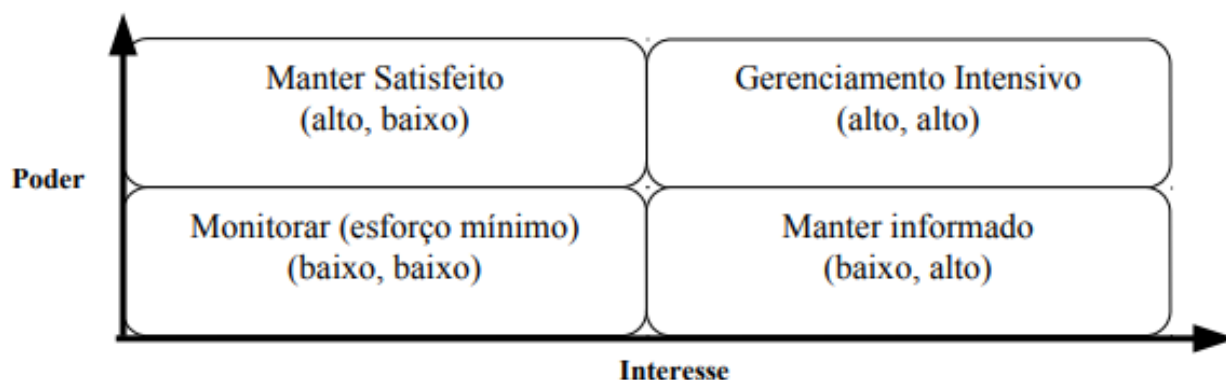 Manter Satisfeito
(alto, baixo)
Gerenciamento Intensivo
(alto, alto)
Poder
Monitorar (esforço mínimo)
(baixo, baixo)
Manter informado
(baixo, alto)
Interesse